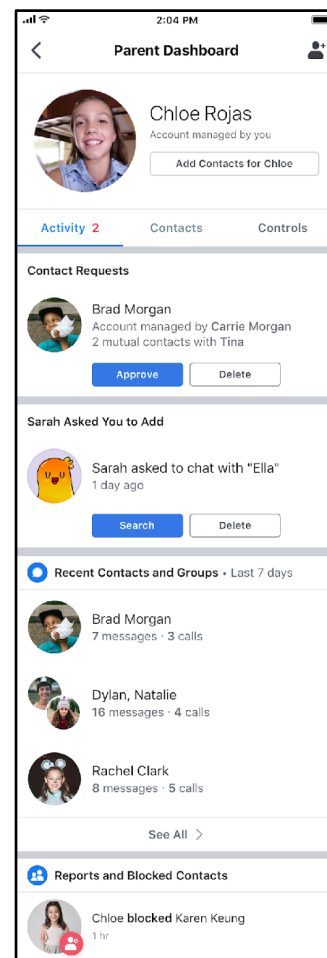 2:04 PM
Parent Dashboard
Chloe Rojas
Account managed by you
Add Contacts for Chloe
Activity 2 Contacts Controls
Contact Requests
Brad Morgan
Account managed by Carrie Morgan
2 mutual contacts with Tina
Approve Delete
Sarah Asked You to Add
Sarah asked to chat with "Ella"
1 day ago
Search Delete
Recent Contacts and Groups • Last 7 days
Brad Morgan
7 messages · 3 calls
Dylan, Natalie
16 messages · 4 calls
Rachel Clark
8 messages · 5 calls
See All
Reports and Blocked Contacts
Chloe blocked Karen Keung
1 hr